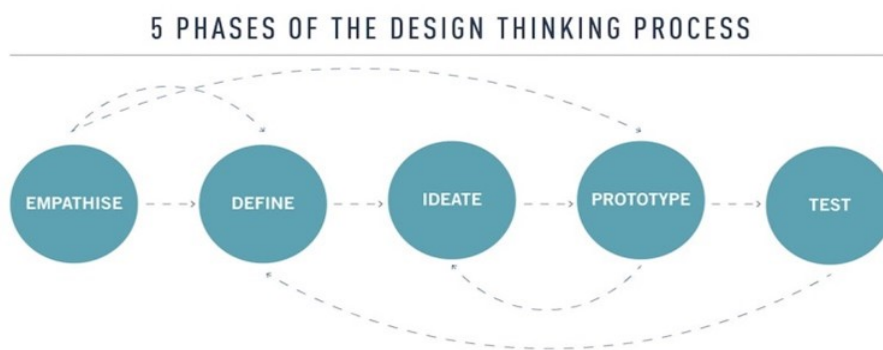 5 PHASES OF THE DESIGN THINKING PROCESS
EMPATHISE
DEFINE
IDEATE
PROTOTYPE
TEST